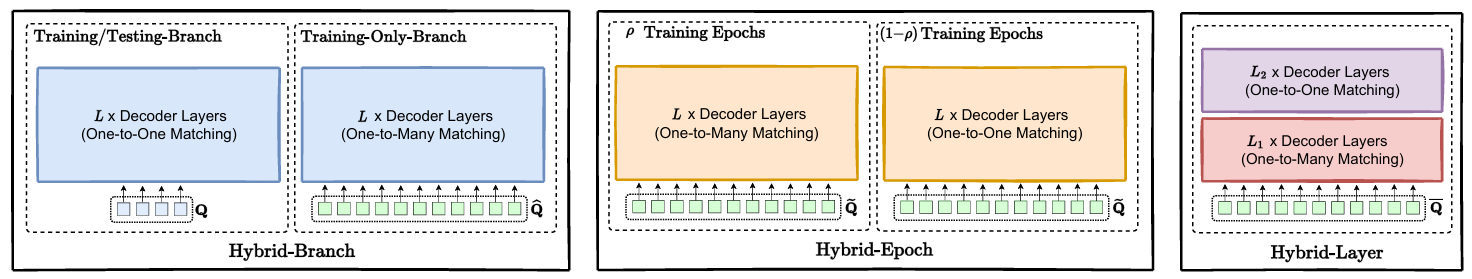 Training/Testing-Branch
L x Decoder Layers
(One-to-One Matching)
Q
Training-Only-Branch
L x Decoder Layers
(One-to-Many Matching)
Q̂
Hybrid-Branch
ρ Training Epochs
L x Decoder Layers
(One-to-Many Matching)
Q̃
(1−ρ) Training Epochs
L x Decoder Layers
(One-to-One Matching)
Q̃
Hybrid-Epoch
L₂ x Decoder Layers
(One-to-One Matching)
L₁ x Decoder Layers
(One-to-Many Matching)
Q̅
Hybrid-Layer